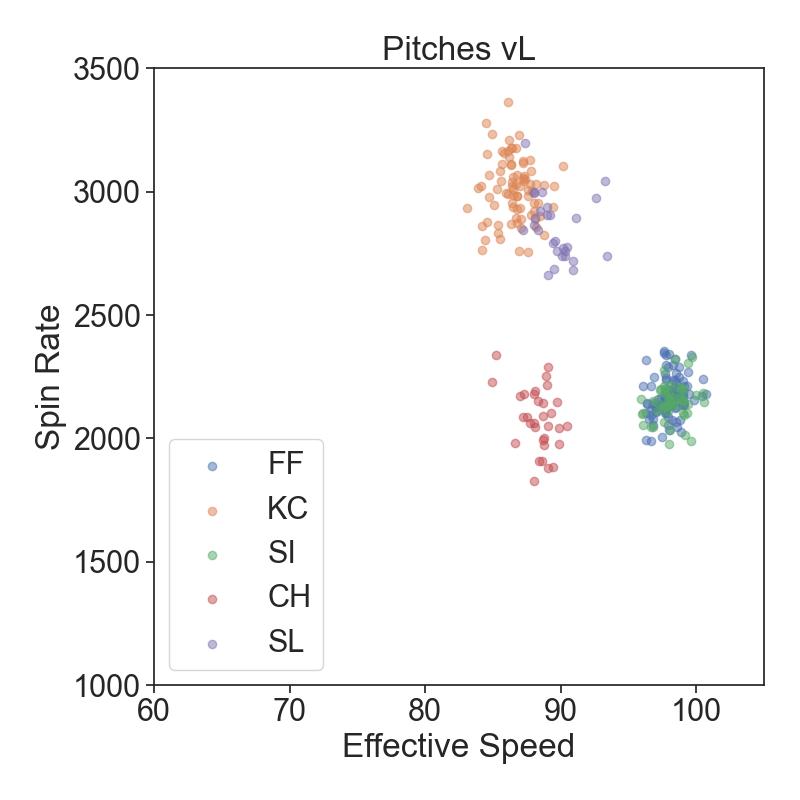 Pitches vL
3500
3000
2500
2000
1500
1000
Spin Rate
FF
KC
SI
CH
SL
60 70 80 90 100
Effective Speed